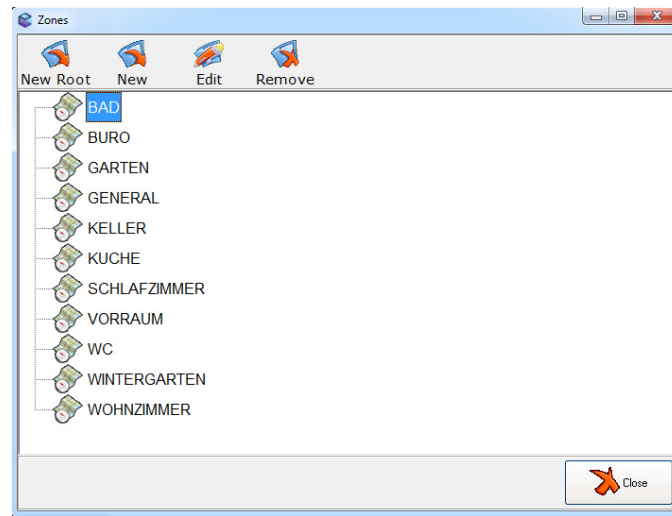 Zones
New Root New Edit Remove
BAD
BURO
GARTEN
GENERAL
KELLER
KUCHE
SCHLAFZIMMER
VORRAUM
WC
WINTERGARTEN
WOHNZIMMER
Close